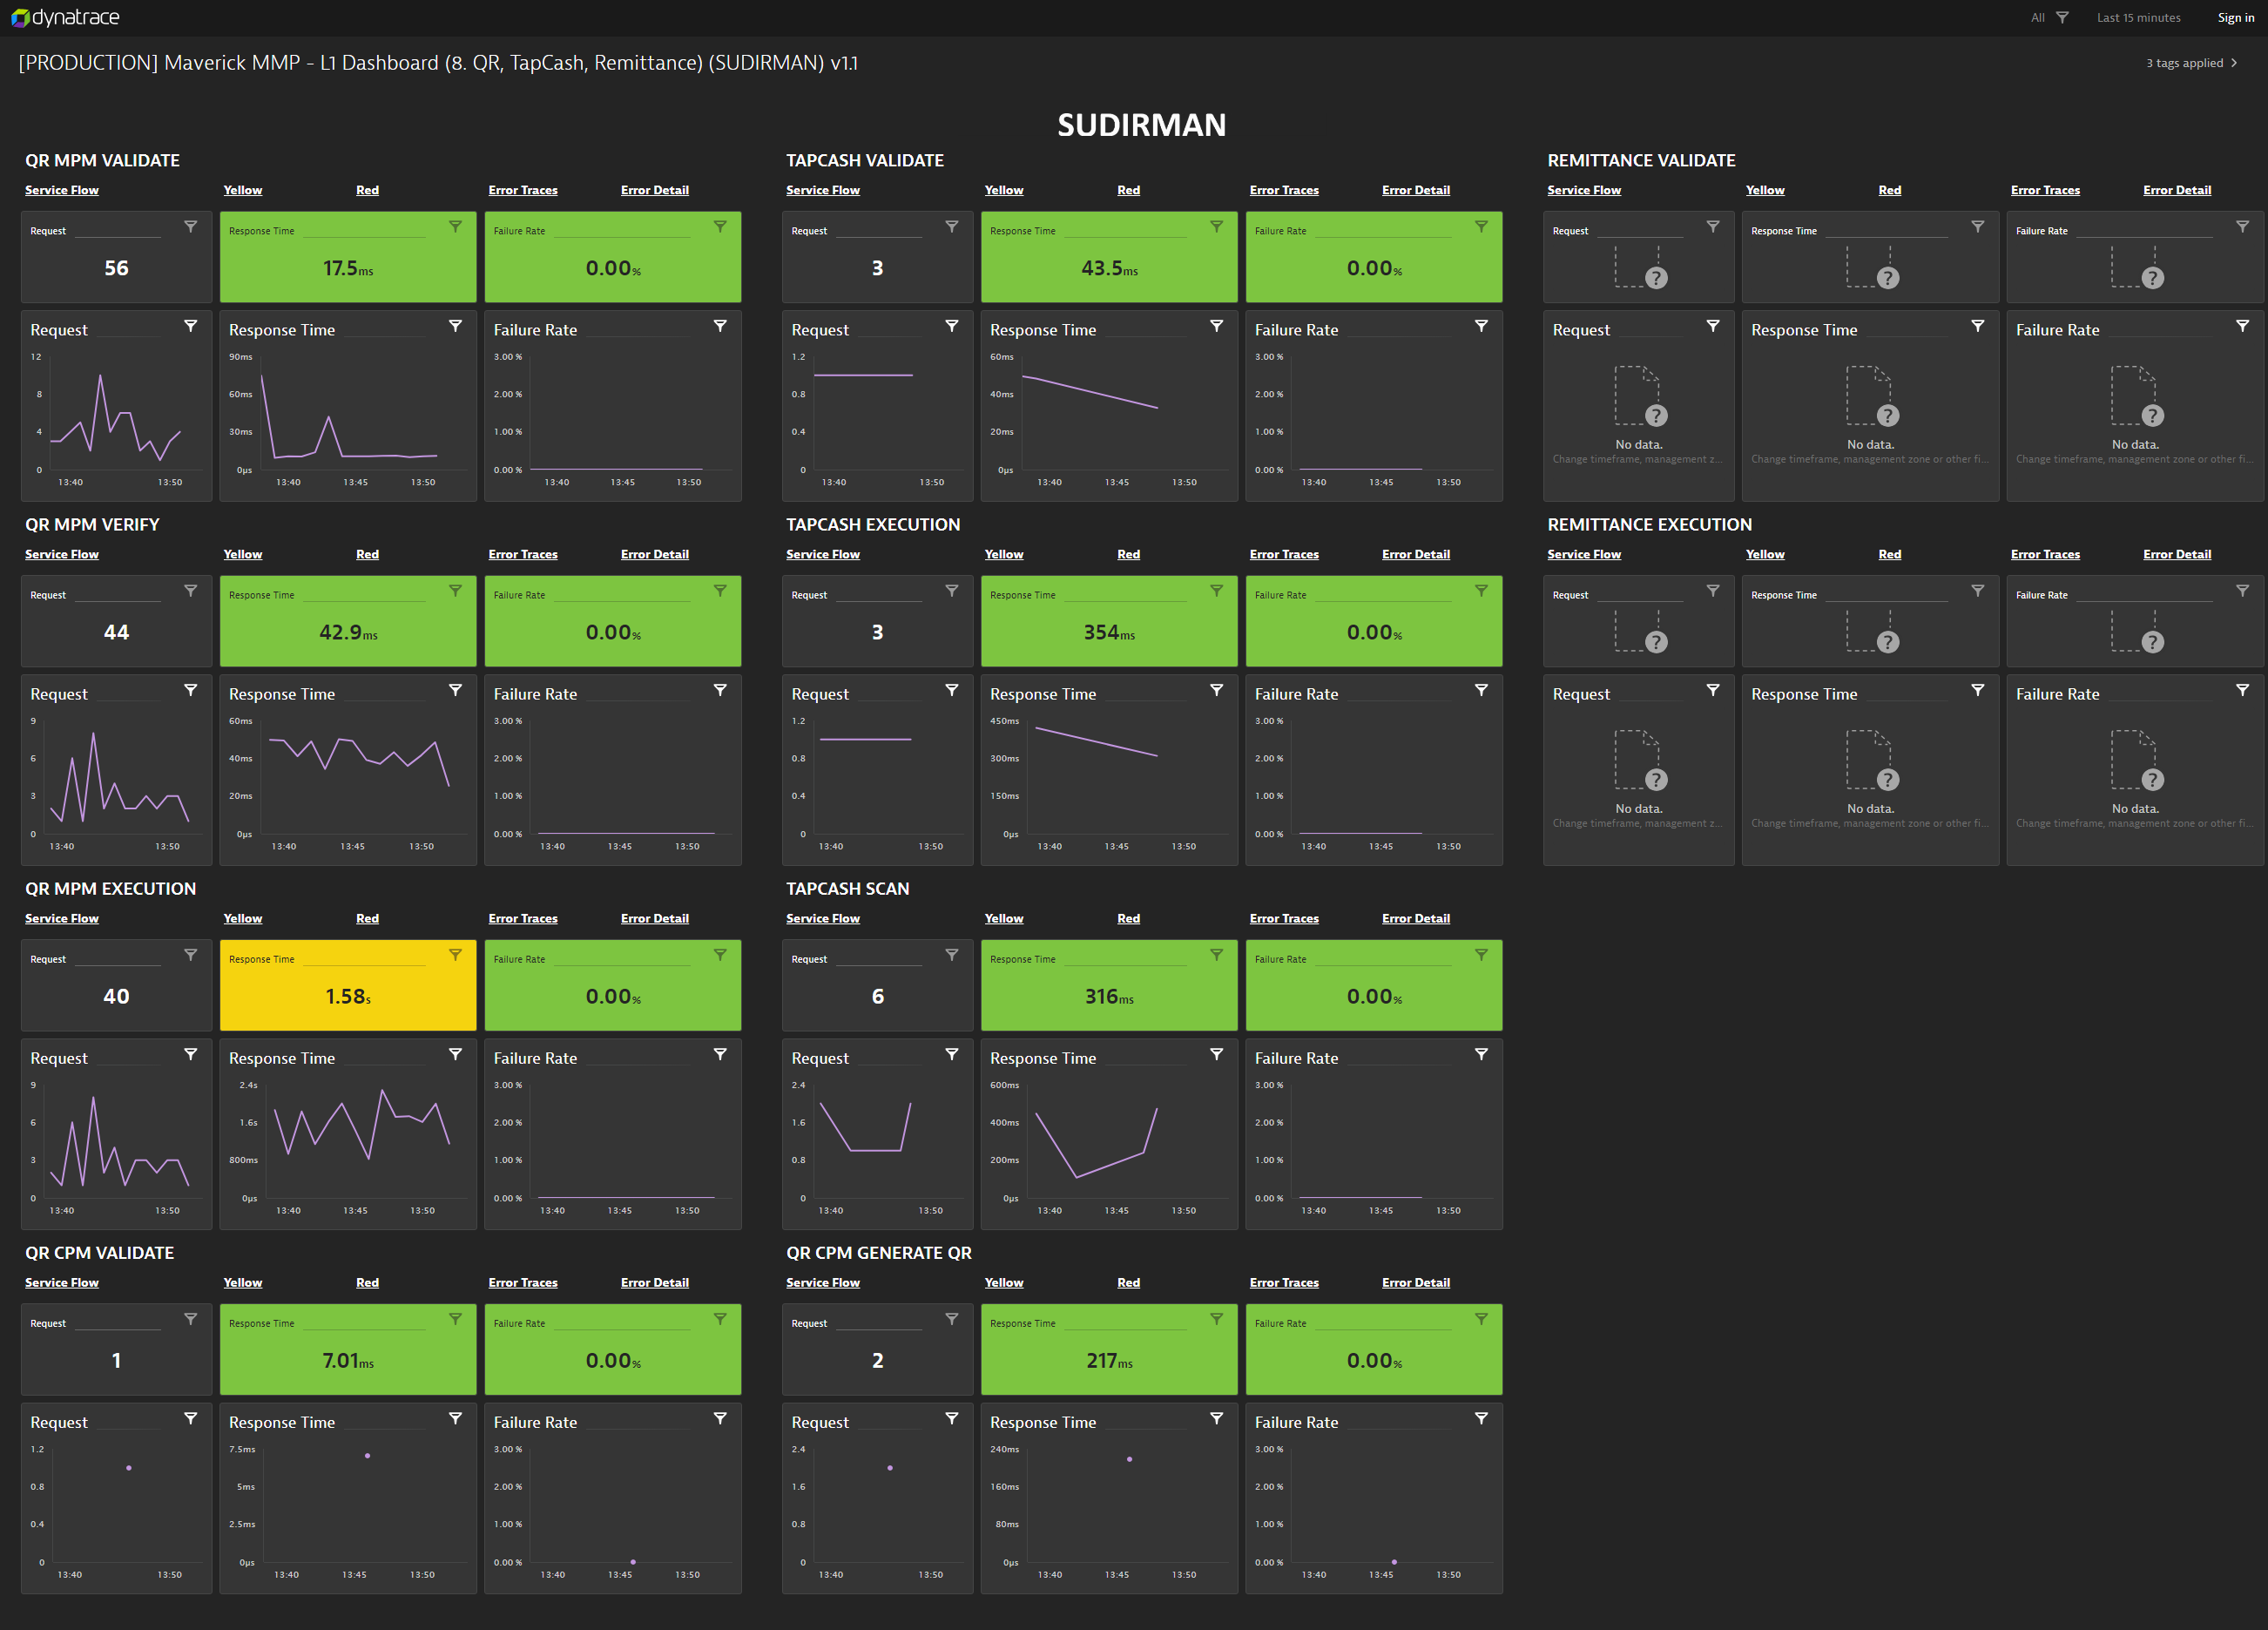 dynatrace
All Last 15 minutes Sign in
[PRODUCTION] Maverick MMP - L1 Dashboard (8. QR, TapCash, Remittance) (SUDIRMAN) v1.1
3 tags applied
SUDIRMAN
QR MPM VALIDATE
Service Flow Yellow Red Error Traces Error Detail
Request
56
Response Time
17.5ms
Failure Rate
0.00%
Request
12
8
4
0
13:40 13:50
Response Time
90ms
60ms
30ms
0µs
13:40 13:45 13:50
Failure Rate
3.00 %
2.00 %
1.00 %
0.00 %
13:40 13:45 13:50
TAPCASH VALIDATE
Service Flow Yellow Red Error Traces Error Detail
Request
3
Response Time
43.5ms
Failure Rate
0.00%
Request
1.2
0.8
0.4
0
13:40 13:50
Response Time
60ms
40ms
20ms
0µs
13:40 13:45 13:50
Failure Rate
3.00 %
2.00 %
1.00 %
0.00 %
13:40 13:45 13:50
REMITTANCE VALIDATE
Service Flow Yellow Red Error Traces Error Detail
Request
Response Time
Failure Rate
Request
No data.
Change timeframe, management z...
Response Time
No data.
Change timeframe, management zone or other fi...
Failure Rate
No data.
Change timeframe, management zone or other fi...
QR MPM VERIFY
Service Flow Yellow Red Error Traces Error Detail
Request
44
Response Time
42.9ms
Failure Rate
0.00%
Request
9
6
3
0
13:40 13:50
Response Time
60ms
40ms
20ms
0µs
13:40 13:45 13:50
Failure Rate
3.00 %
2.00 %
1.00 %
0.00 %
13:40 13:45 13:50
TAPCASH EXECUTION
Service Flow Yellow Red Error Traces Error Detail
Request
3
Response Time
354ms
Failure Rate
0.00%
Request
1.2
0.8
0.4
0
13:40 13:50
Response Time
450ms
300ms
150ms
0µs
13:40 13:45 13:50
Failure Rate
3.00 %
2.00 %
1.00 %
0.00 %
13:40 13:45 13:50
REMITTANCE EXECUTION
Service Flow Yellow Red Error Traces Error Detail
Request
Response Time
Failure Rate
Request
No data.
Change timeframe, management z...
Response Time
No data.
Change timeframe, management zone or other fi...
Failure Rate
No data.
Change timeframe, management zone or other fi...
QR MPM EXECUTION
Service Flow Yellow Red Error Traces Error Detail
Request
40
Response Time
1.58s
Failure Rate
0.00%
Request
9
6
3
0
13:40 13:50
Response Time
2.4s
1.6s
800ms
0µs
13:40 13:45 13:50
Failure Rate
3.00 %
2.00 %
1.00 %
0.00 %
13:40 13:45 13:50
TAPCASH SCAN
Service Flow Yellow Red Error Traces Error Detail
Request
6
Response Time
316ms
Failure Rate
0.00%
Request
2.4
1.6
0.8
0
13:40 13:50
Response Time
600ms
400ms
200ms
0µs
13:40 13:45 13:50
Failure Rate
3.00 %
2.00 %
1.00 %
0.00 %
13:40 13:45 13:50
QR CPM VALIDATE
Service Flow Yellow Red Error Traces Error Detail
Request
1
Response Time
7.01ms
Failure Rate
0.00%
Request
1.2
0.8
0.4
0
13:40 13:50
Response Time
7.5ms
5ms
2.5ms
0µs
13:40 13:45 13:50
Failure Rate
3.00 %
2.00 %
1.00 %
0.00 %
13:40 13:45 13:50
QR CPM GENERATE QR
Service Flow Yellow Red Error Traces Error Detail
Request
2
Response Time
217ms
Failure Rate
0.00%
Request
2.4
1.6
0.8
0
13:40 13:50
Response Time
240ms
160ms
80ms
0µs
13:40 13:45 13:50
Failure Rate
3.00 %
2.00 %
1.00 %
0.00 %
13:40 13:45 13:50